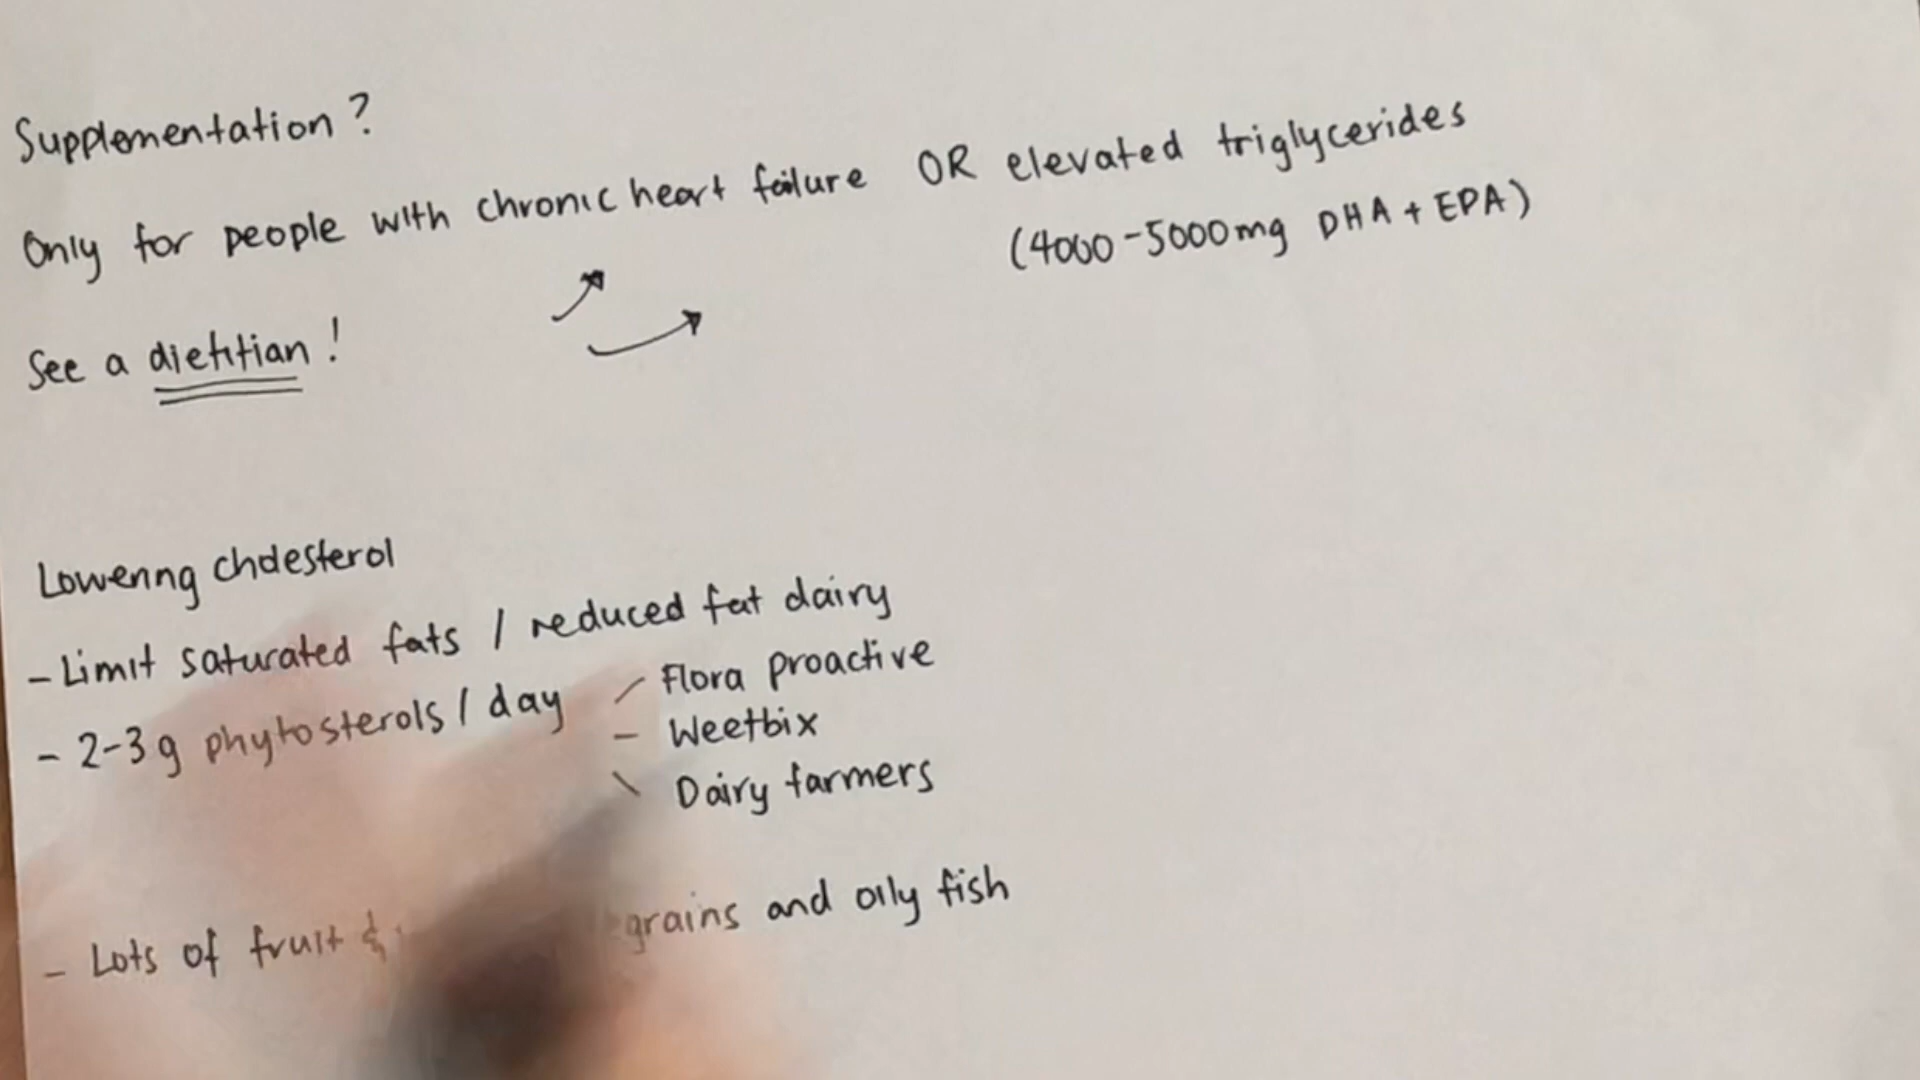 Supplementation?
Only for people with chronic heart failure OR elevated triglycerides
(4000-5000mg DHA + EPA)
See a dietitian!
Lowering cholesterol
- Limit saturated fats / reduced fat dairy
- 2-3g phytosterols / day
/ Flora proactive
- Weetbix
\ Dairy farmers
- Lots of fruit & grains and oily fish